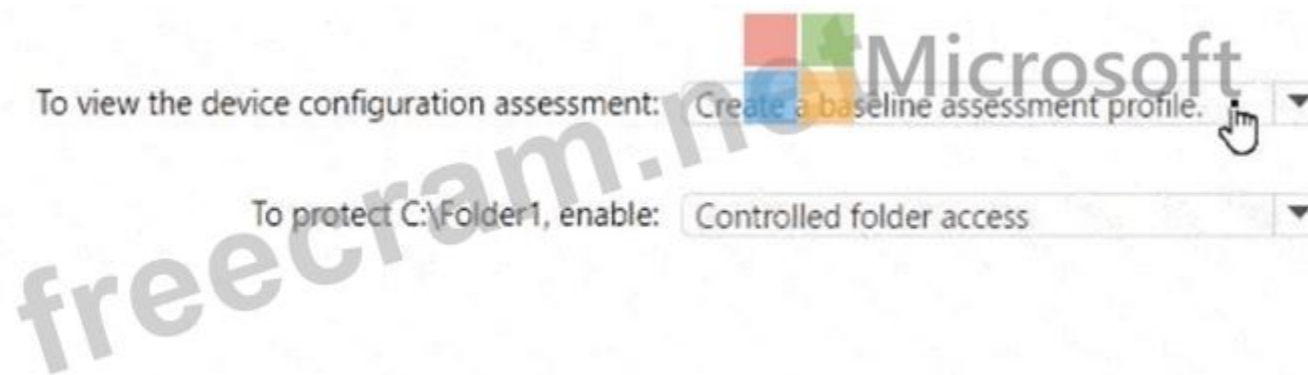 Microsoft
To view the device configuration assessment: Create a baseline assessment profile.
To protect C:\Folder1, enable: Controlled folder access
freecram.net